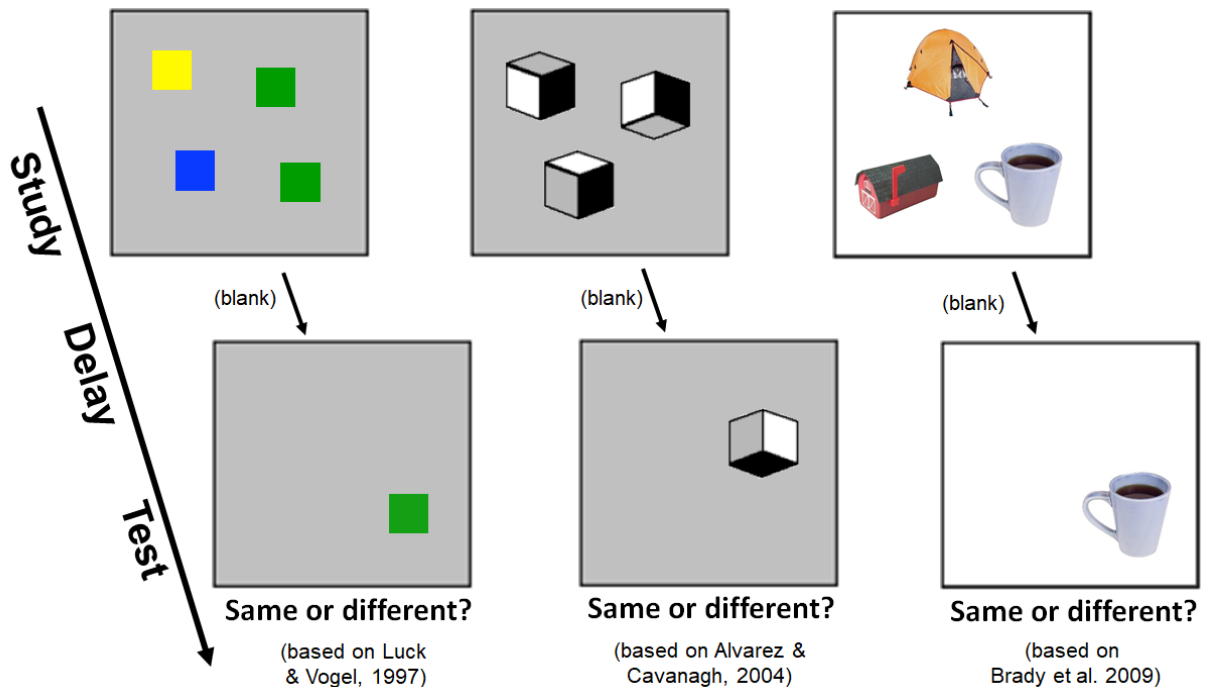 Study
Delay
Test
(blank)
(blank)
(blank)
Same or different?
(based on Luck
& Vogel, 1997)
Same or different?
(based on Alvarez &
Cavanagh, 2004)
Same or different?
(based on
Brady et al. 2009)